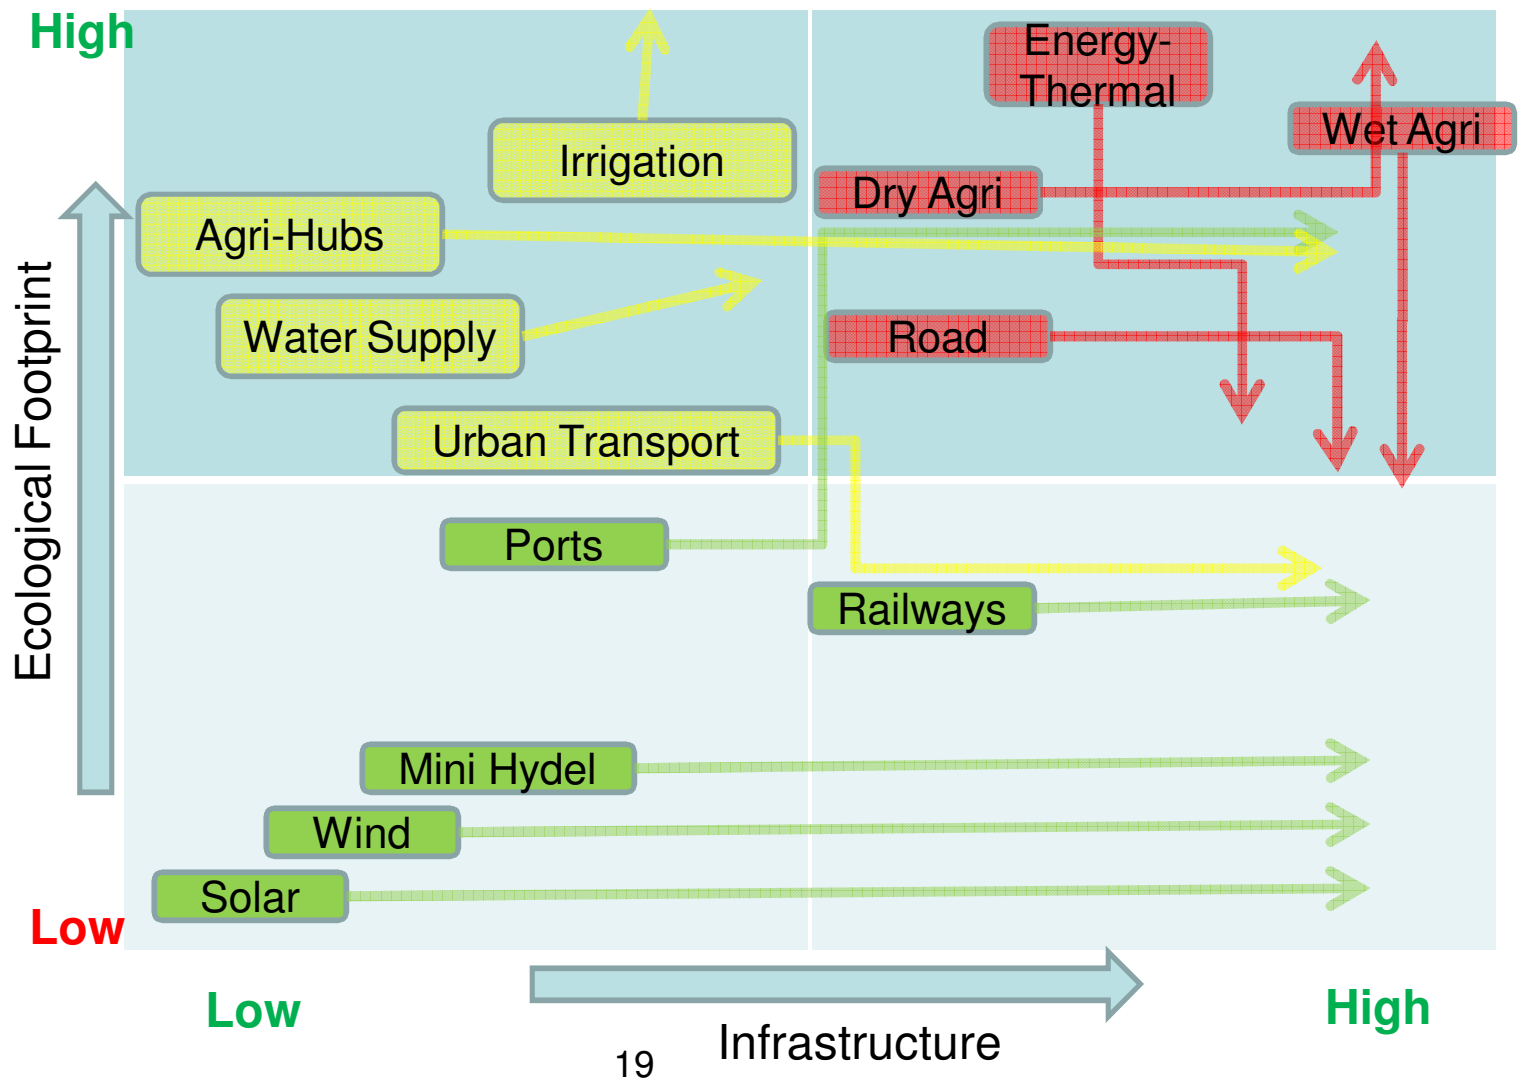 High
Energy-
Thermal
Wet Agri
Irrigation
Dry Agri
Agri-Hubs
Water Supply
Road
Urban Transport
Ecological Footprint
Ports
Railways
Mini Hydel
Wind
Solar
Low
Low
High
Infrastructure
19